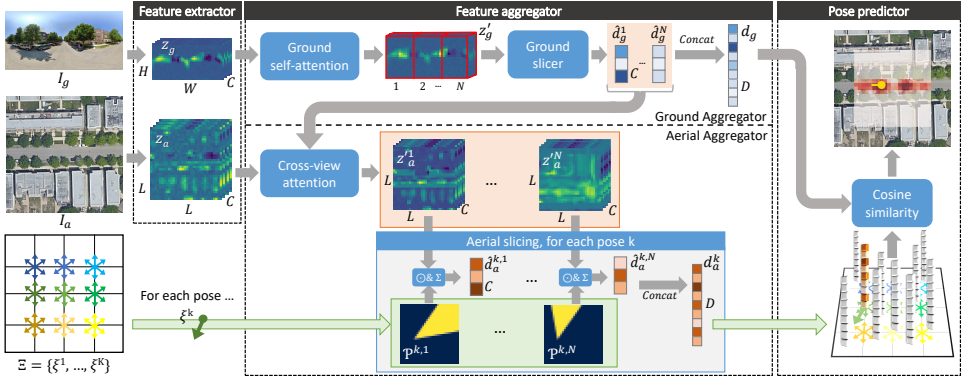 Feature extractor
Feature aggregator
Pose predictor
I_g
H
z_g
W
C
Ground self-attention
z_g'
1 2 ... N
Ground slicer
d̂_g^1 d̂_g^N
C ...
Concat
d_g
D
Ground Aggregator
Aerial Aggregator
I_a
z_a
L
L
C
Cross-view attention
z'_a^1
L
L
C
...
z'_a^N
L
L
C
Cosine similarity
Aerial slicing, for each pose k
⊙& Σ
d̂_a^{k,1}
C
...
⊙& Σ
d̂_a^{k,N}
Concat
d_a^k
D
For each pose ...
ξ^k
P^{k,1}
...
P^{k,N}
Ξ = {ξ^1, ..., ξ^K}